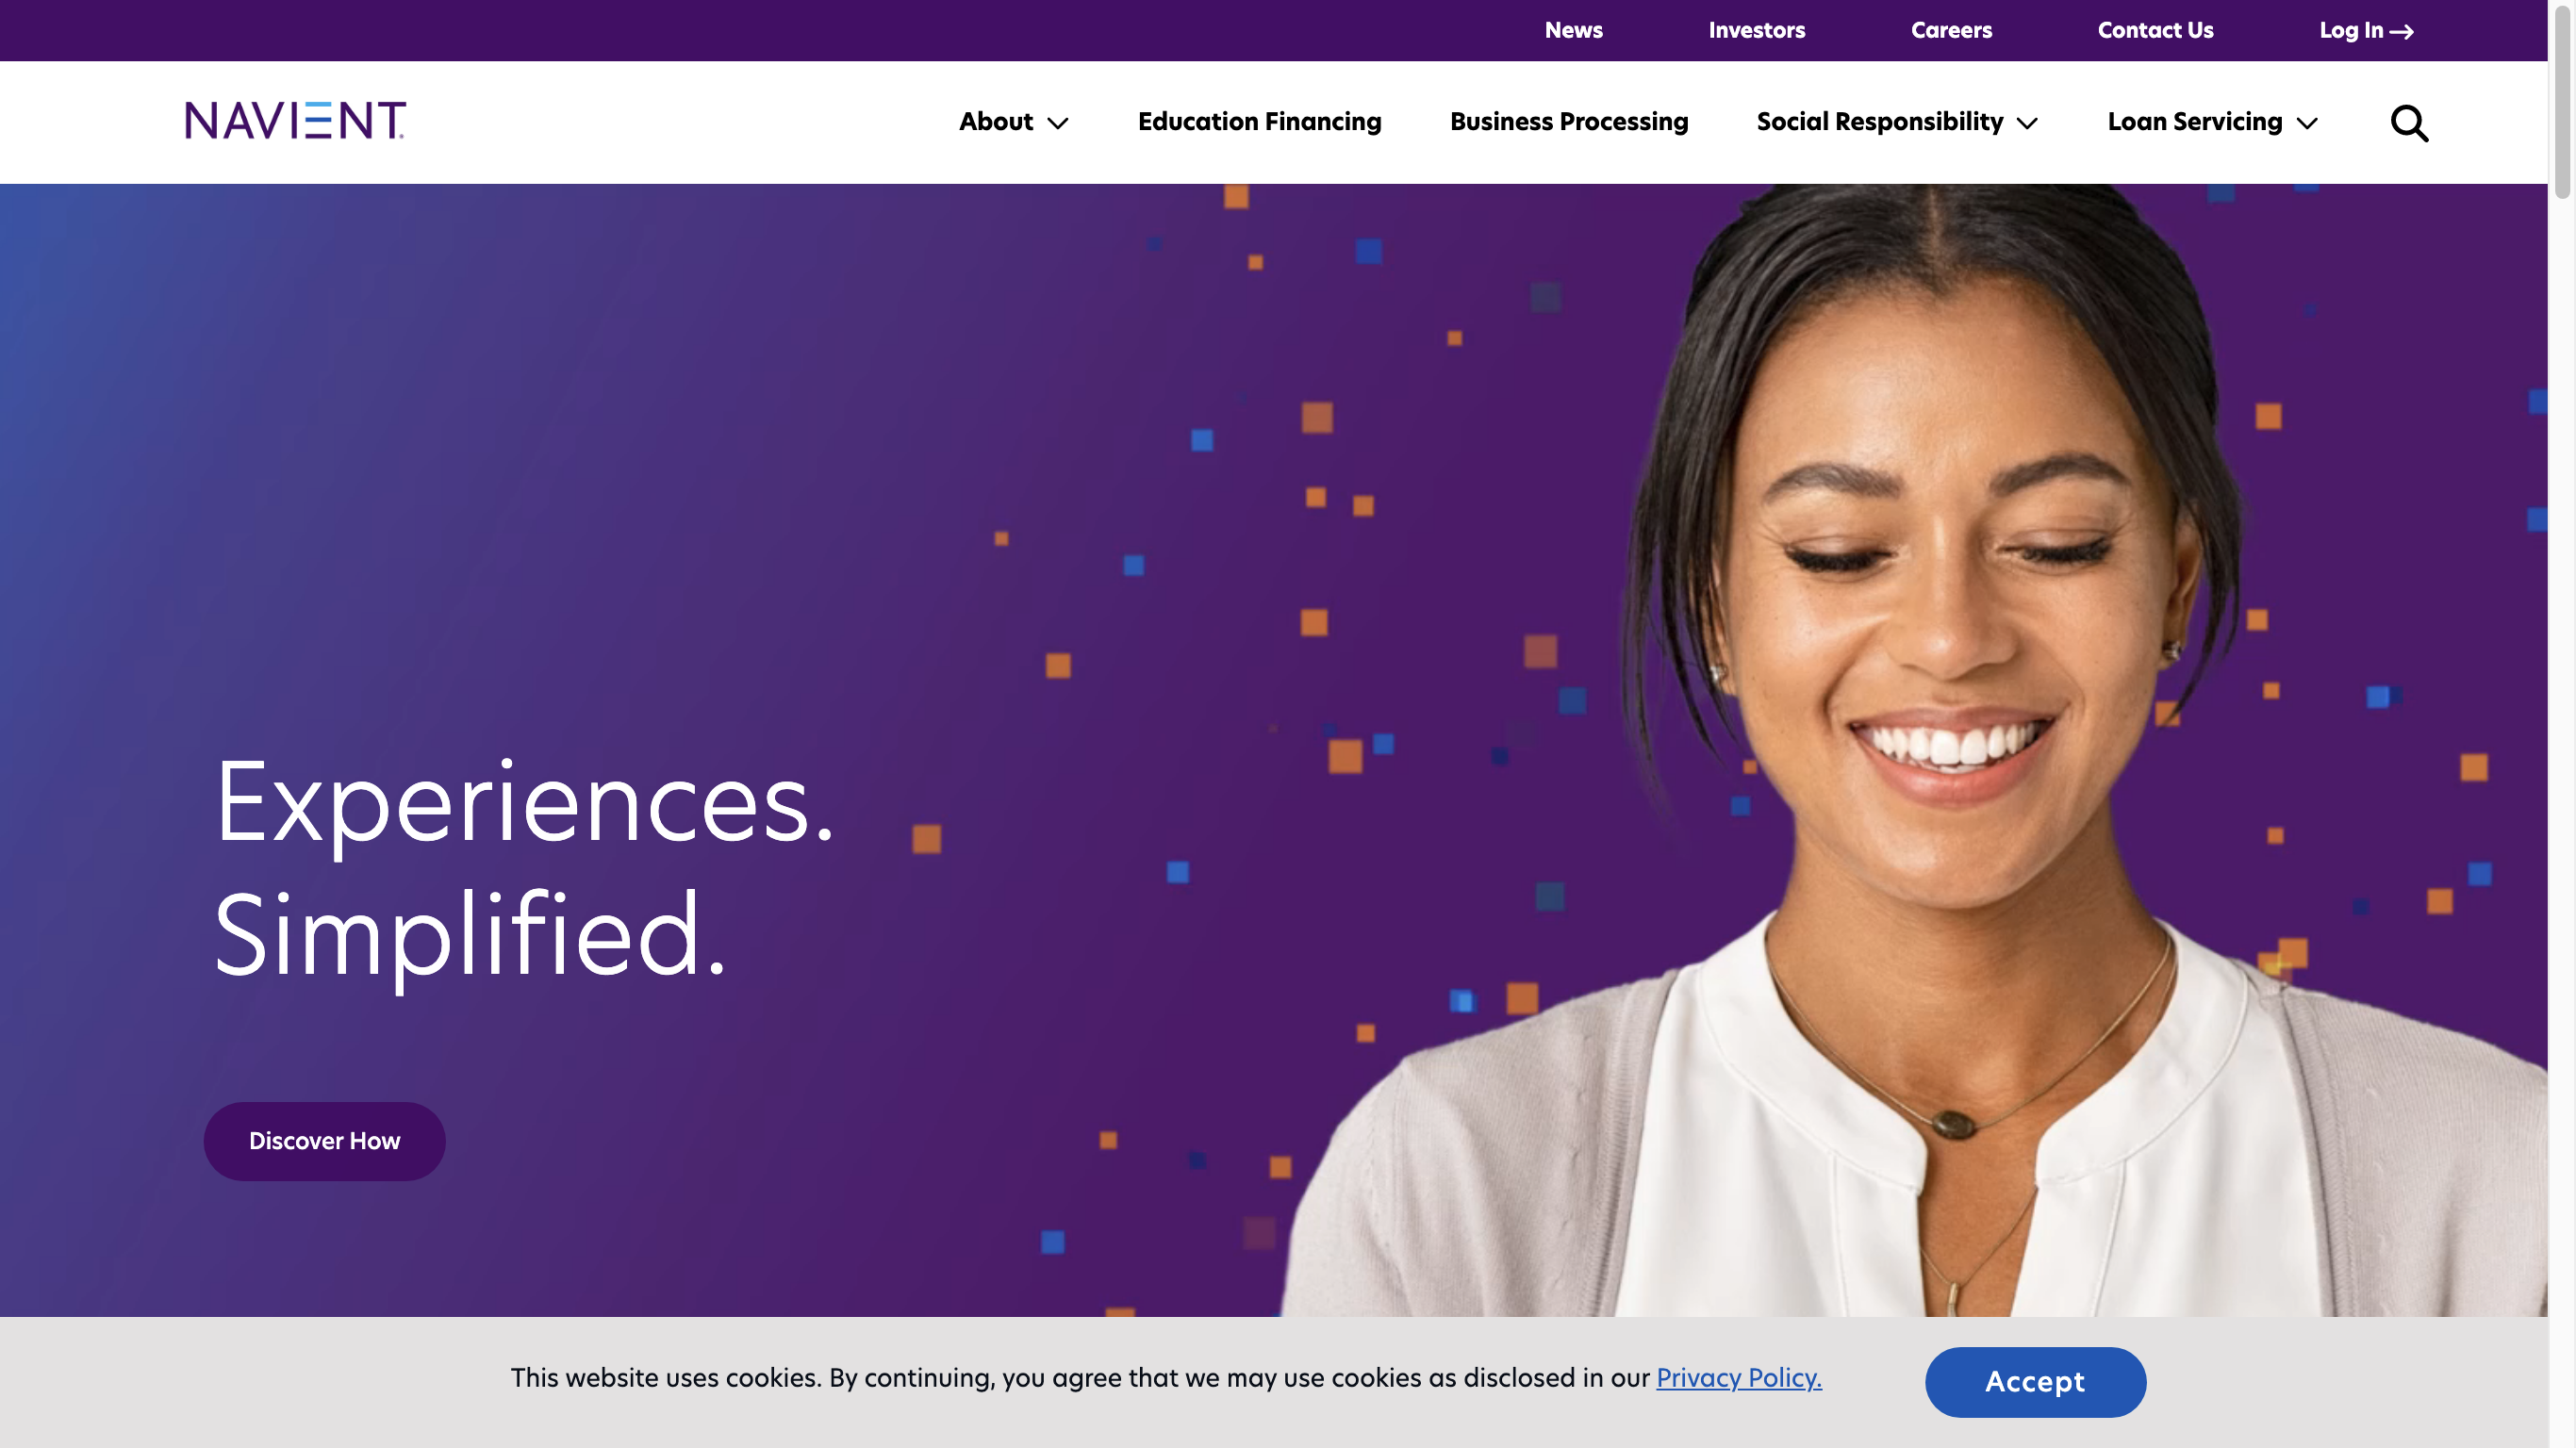 News Investors Careers Contact Us Log In
NAVIENT
About Education Financing Business Processing Social Responsibility Loan Servicing
Experiences.
Simplified.
Discover How
This website uses cookies. By continuing, you agree that we may use cookies as disclosed in our Privacy Policy.
Accept